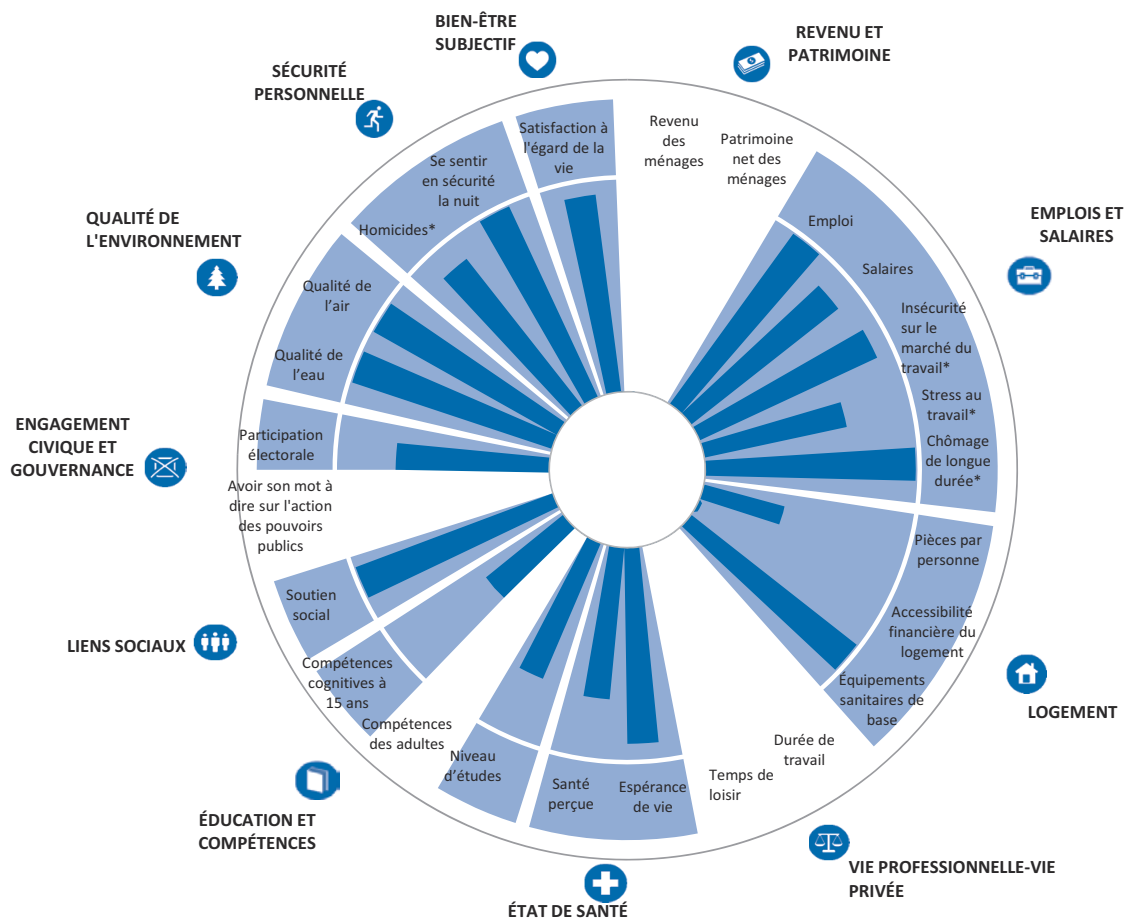 BIEN-ÊTRE
SUBJECTIF
REVENU ET
PATRIMOINE
SÉCURITÉ
PERSONNELLE
Satisfaction à
l'égard de la
vie
Revenu
des
ménages
Patrimoine
net des
ménages
Se sentir
en sécurité
la nuit
Homicides*
QUALITÉ DE
L'ENVIRONNEMENT
EMPLOIS ET
SALAIRES
Emploi
Salaires
Insécurité
sur le
marché du
travail*
Stress au
travail*
Chômage
de longue
durée*
Qualité de
l’air
Qualité de
l’eau
ENGAGEMENT
CIVIQUE ET
GOUVERNANCE
Participation
électorale
Avoir son mot à
dire sur l'action
des pouvoirs
publics
Pièces par
personne
Accessibilité
financière du
logement
Équipements
sanitaires de
base
LOGEMENT
Soutien
social
LIENS SOCIAUX
Compétences
cognitives à
15 ans
Compétences
des adultes
Niveau
d’études
ÉDUCATION ET
COMPÉTENCES
Santé
perçue
Espérance
de vie
Temps de
loisir
Durée de
travail
VIE PROFESSIONNELLE-VIE
PRIVÉE
ÉTAT DE SANTÉ